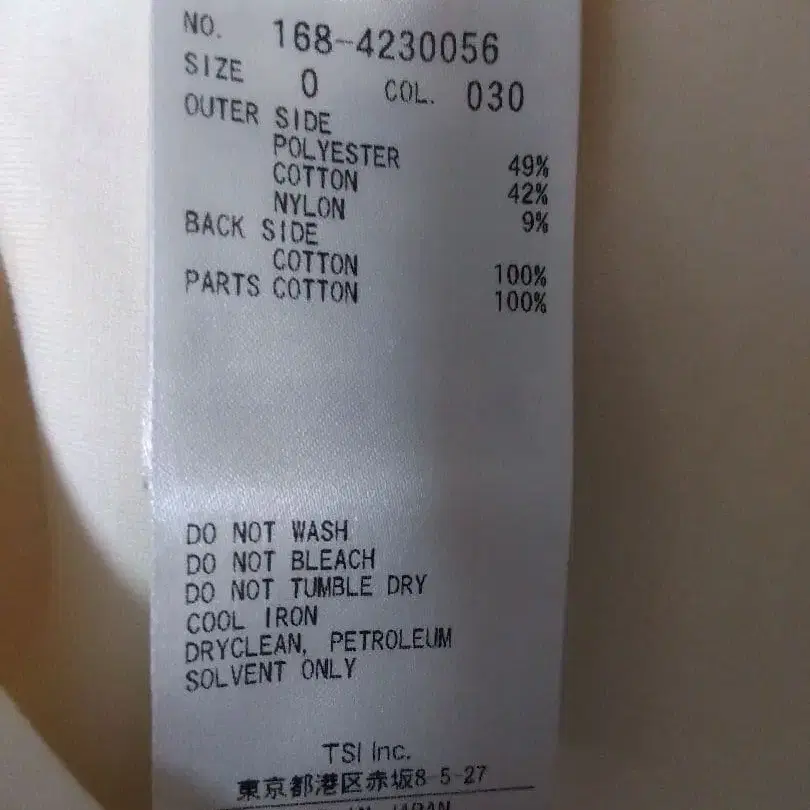 NO. 168-4230056
SIZE 0 COL. 030
OUTER SIDE
POLYESTER 49%
COTTON 42%
NYLON 9%
BACK SIDE
COTTON 100%
PARTS COTTON 100%
DO NOT WASH
DO NOT BLEACH
DO NOT TUMBLE DRY
COOL IRON
DRYCLEAN, PETROLEUM
SOLVENT ONLY
TSI Inc.
東京都港区赤坂8-5-27
IN JAPAN